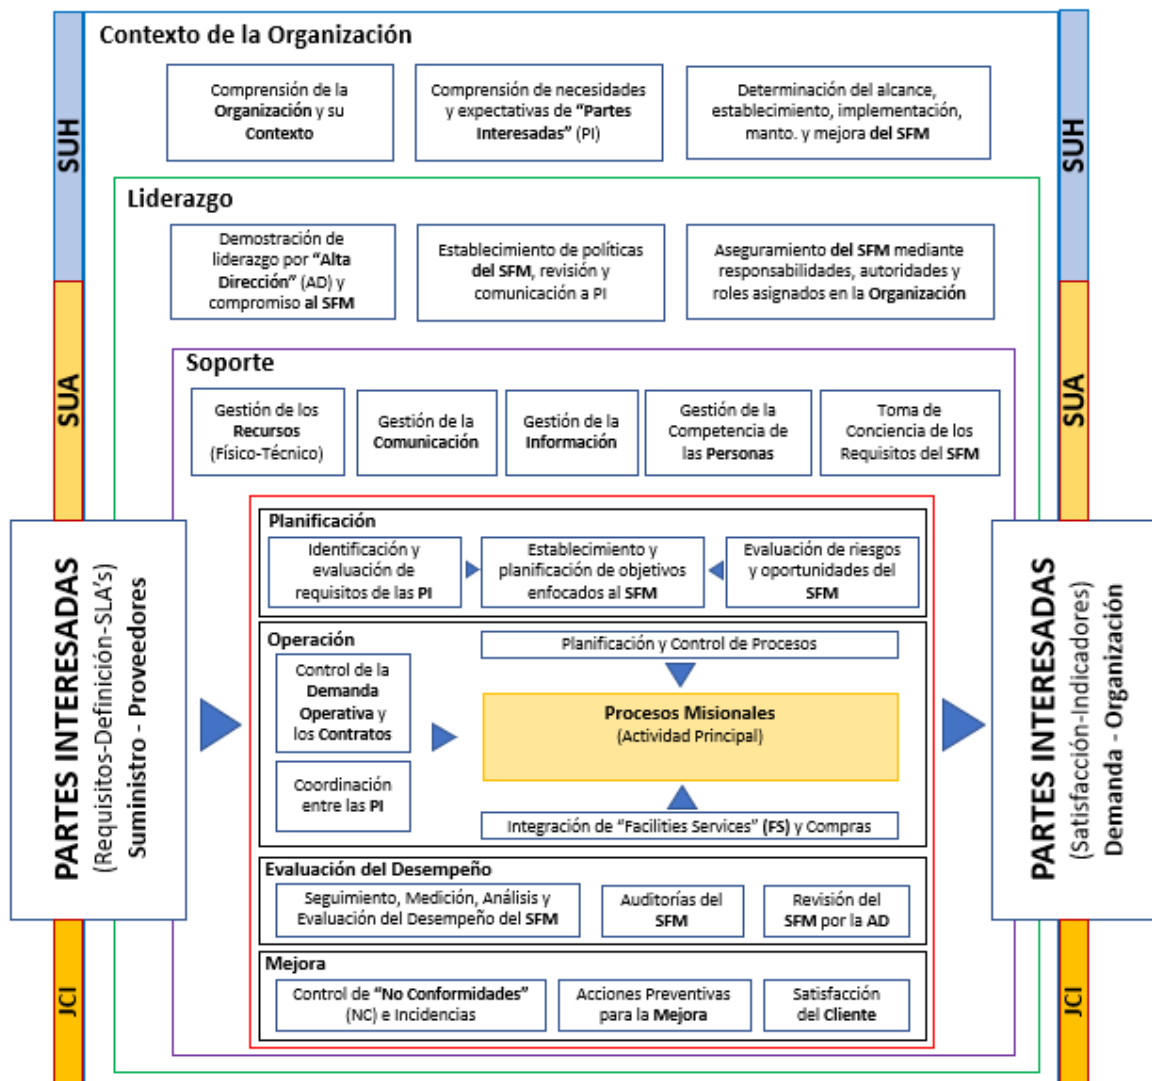 Contexto de la Organización
Comprensión de la
Organización y su
Contexto
Comprensión de necesidades
y expectativas de “Partes
Interesadas” (PI)
Determinación del alcance,
establecimiento, implementación,
manto. y mejora del SFM
SUH
SUH
Liderazgo
Demostración de
liderazgo por “Alta
Dirección” (AD) y
compromiso al SFM
Establecimiento de políticas
del SFM, revisión y
comunicación a PI
Aseguramiento del SFM mediante
responsabilidades, autoridades y
roles asignados en la Organización
SUA
SUA
Soporte
Gestión de los
Recursos
(Físico-Técnico)
Gestión de la
Comunicación
Gestión de la
Información
Gestión de la
Competencia de
las Personas
Toma de
Conciencia de los
Requisitos del SFM
PARTES INTERESADAS
(Requisitos-Definición-SLA’s)
Suministro - Proveedores
Planificación
Identificación y
evaluación de
requisitos de las PI
Establecimiento y
planificación de objetivos
enfocados al SFM
Evaluación de riesgos
y oportunidades del
SFM
Operación
Control de la
Demanda
Operativa y
los Contratos
Coordinación
entre las PI
Planificación y Control de Procesos
Procesos Misionales
(Actividad Principal)
Integración de “Facilities Services” (FS) y Compras
Evaluación del Desempeño
Seguimiento, Medición, Análisis y
Evaluación del Desempeño del SFM
Auditorías del
SFM
Revisión del
SFM por la AD
Mejora
Control de “No Conformidades”
(NC) e Incidencias
Acciones Preventivas
para la Mejora
Satisfacción
del Cliente
PARTES INTERESADAS
(Satisfacción-Indicadores)
Demanda - Organización
JCI
JCI